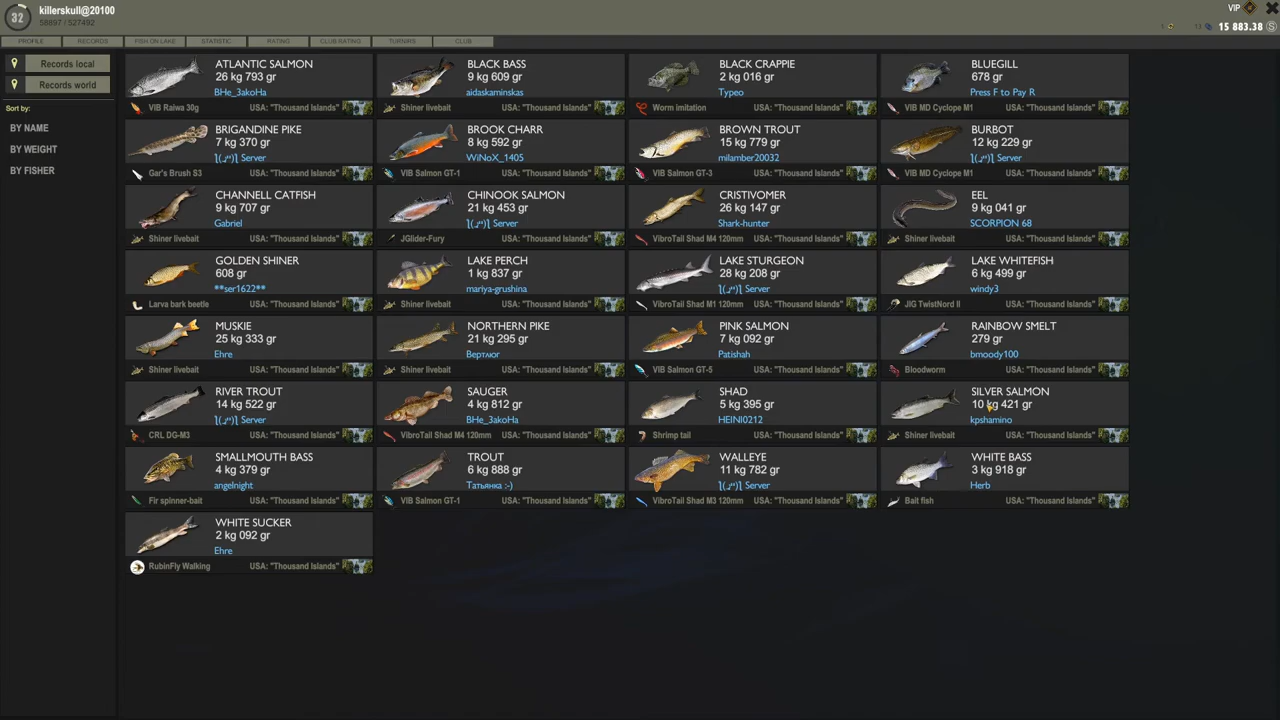 32
killerskull@20100
58897 / 527492
VIP
13
15 883.38
PROFILE
RECORDS
FISH ON LAKE
STATISTIC
RATING
CLUB RATING
TURNIRS
CLUB
Records local
Records world
Sort by:
BY NAME
BY WEIGHT
BY FISHER
ATLANTIC SALMON
26 kg 793 gr
BHe_3akoHa
VIB Raiwa 30g
USA: "Thousand Islands"
BLACK BASS
9 kg 609 gr
aidaskaminskas
Shiner livebait
USA: "Thousand Islands"
BLACK CRAPPIE
2 kg 016 gr
Typeo
Worm imitation
USA: "Thousand Islands"
BLUEGILL
678 gr
Press F to Pay R
VIB MD Cyclope M1
USA: "Thousand Islands"
BRIGANDINE PIKE
7 kg 370 gr
Server
Gar's Brush S3
USA: "Thousand Islands"
BROOK CHARR
8 kg 592 gr
WiNoX_1405
VIB Salmon GT-1
USA: "Thousand Islands"
BROWN TROUT
15 kg 779 gr
milamber20032
VIB Salmon GT-3
USA: "Thousand Islands"
BURBOT
12 kg 229 gr
Server
VIB MD Cyclope M1
USA: "Thousand Islands"
CHANNELL CATFISH
9 kg 707 gr
Gabriel
Shiner livebait
USA: "Thousand Islands"
CHINOOK SALMON
21 kg 453 gr
Server
JGlider-Fury
USA: "Thousand Islands"
CRISTIVOMER
26 kg 147 gr
Shark-hunter
VibroTail Shad M4 120mm
USA: "Thousand Islands"
EEL
9 kg 041 gr
SCORPION 68
Shiner livebait
USA: "Thousand Islands"
GOLDEN SHINER
608 gr
**ser1622**
Larva bark beetle
USA: "Thousand Islands"
LAKE PERCH
1 kg 837 gr
mariya-grushina
Shiner livebait
USA: "Thousand Islands"
LAKE STURGEON
28 kg 208 gr
Server
VibroTail Shad M1 120mm
USA: "Thousand Islands"
LAKE WHITEFISH
6 kg 499 gr
windy3
JIG TwistNord II
USA: "Thousand Islands"
MUSKIE
25 kg 333 gr
Ehre
Shiner livebait
USA: "Thousand Islands"
NORTHERN PIKE
21 kg 295 gr
Вертлюг
Shiner livebait
USA: "Thousand Islands"
PINK SALMON
7 kg 092 gr
Patishah
VIB Salmon GT-5
USA: "Thousand Islands"
RAINBOW SMELT
279 gr
bmoody100
Bloodworm
USA: "Thousand Islands"
RIVER TROUT
14 kg 522 gr
Server
CRL DG-M3
USA: "Thousand Islands"
SAUGER
4 kg 812 gr
BHe_3akoHa
VibroTail Shad M4 120mm
USA: "Thousand Islands"
SHAD
5 kg 395 gr
HEINI0212
Shrimp tail
USA: "Thousand Islands"
SILVER SALMON
10 kg 421 gr
kpshamino
Shiner livebait
USA: "Thousand Islands"
SMALLMOUTH BASS
4 kg 379 gr
angelnight
Fir spinner-bait
USA: "Thousand Islands"
TROUT
6 kg 888 gr
Татьянка :-)
VIB Salmon GT-1
USA: "Thousand Islands"
WALLEYE
11 kg 782 gr
Server
VibroTail Shad M3 120mm
USA: "Thousand Islands"
WHITE BASS
3 kg 918 gr
Herb
Bait fish
USA: "Thousand Islands"
WHITE SUCKER
2 kg 092 gr
Ehre
RubinFly Walking
USA: "Thousand Islands"